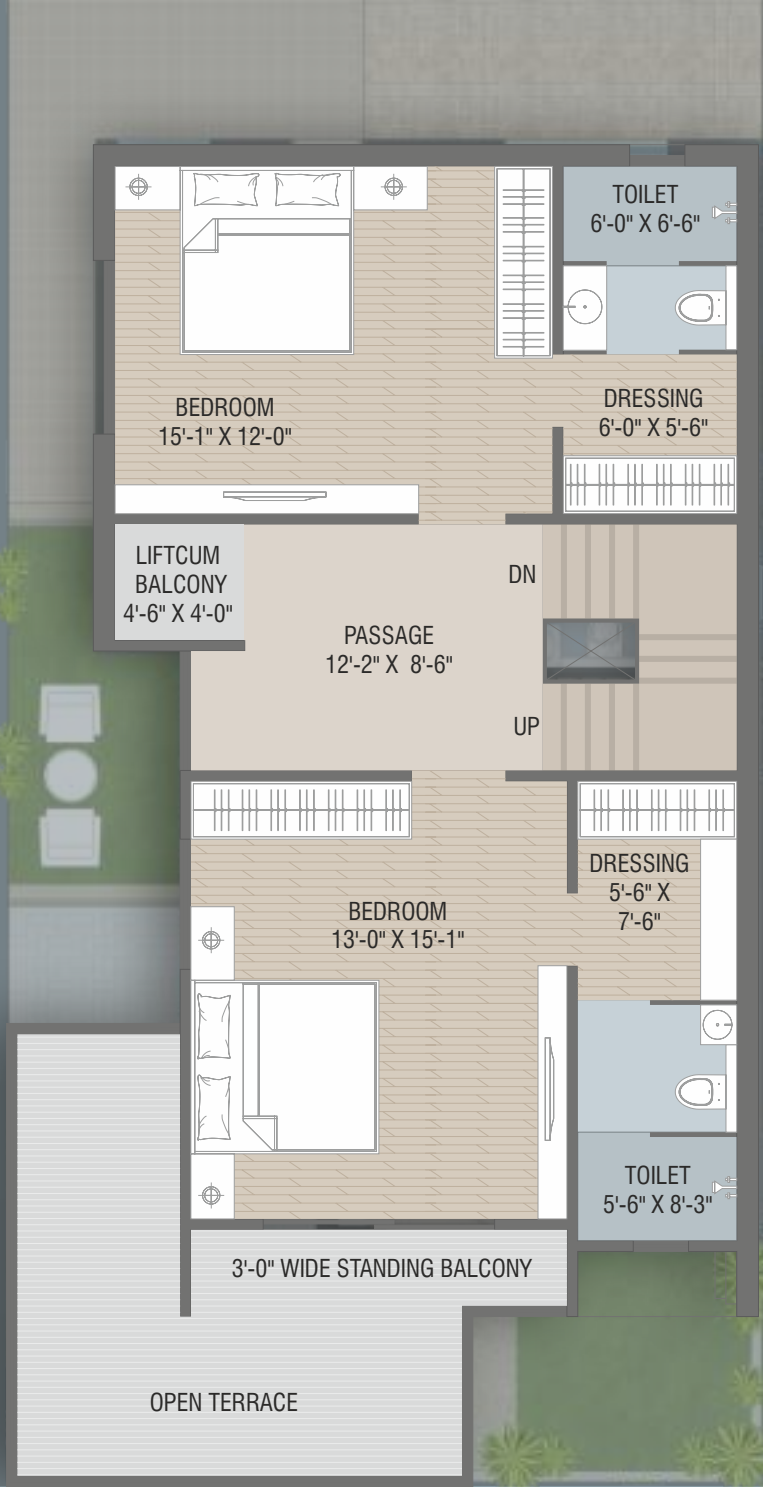 TOILET
6'-0" X 6'-6"
BEDROOM
15'-1" X 12'-0"
DRESSING
6'-0" X 5'-6"
LIFTCUM
BALCONY
4'-6" X 4'-0"
DN
PASSAGE
12'-2" X 8'-6"
UP
DRESSING
5'-6" X
7'-6"
BEDROOM
13'-0" X 15'-1"
TOILET
5'-6" X 8'-3"
3'-0" WIDE STANDING BALCONY
OPEN TERRACE